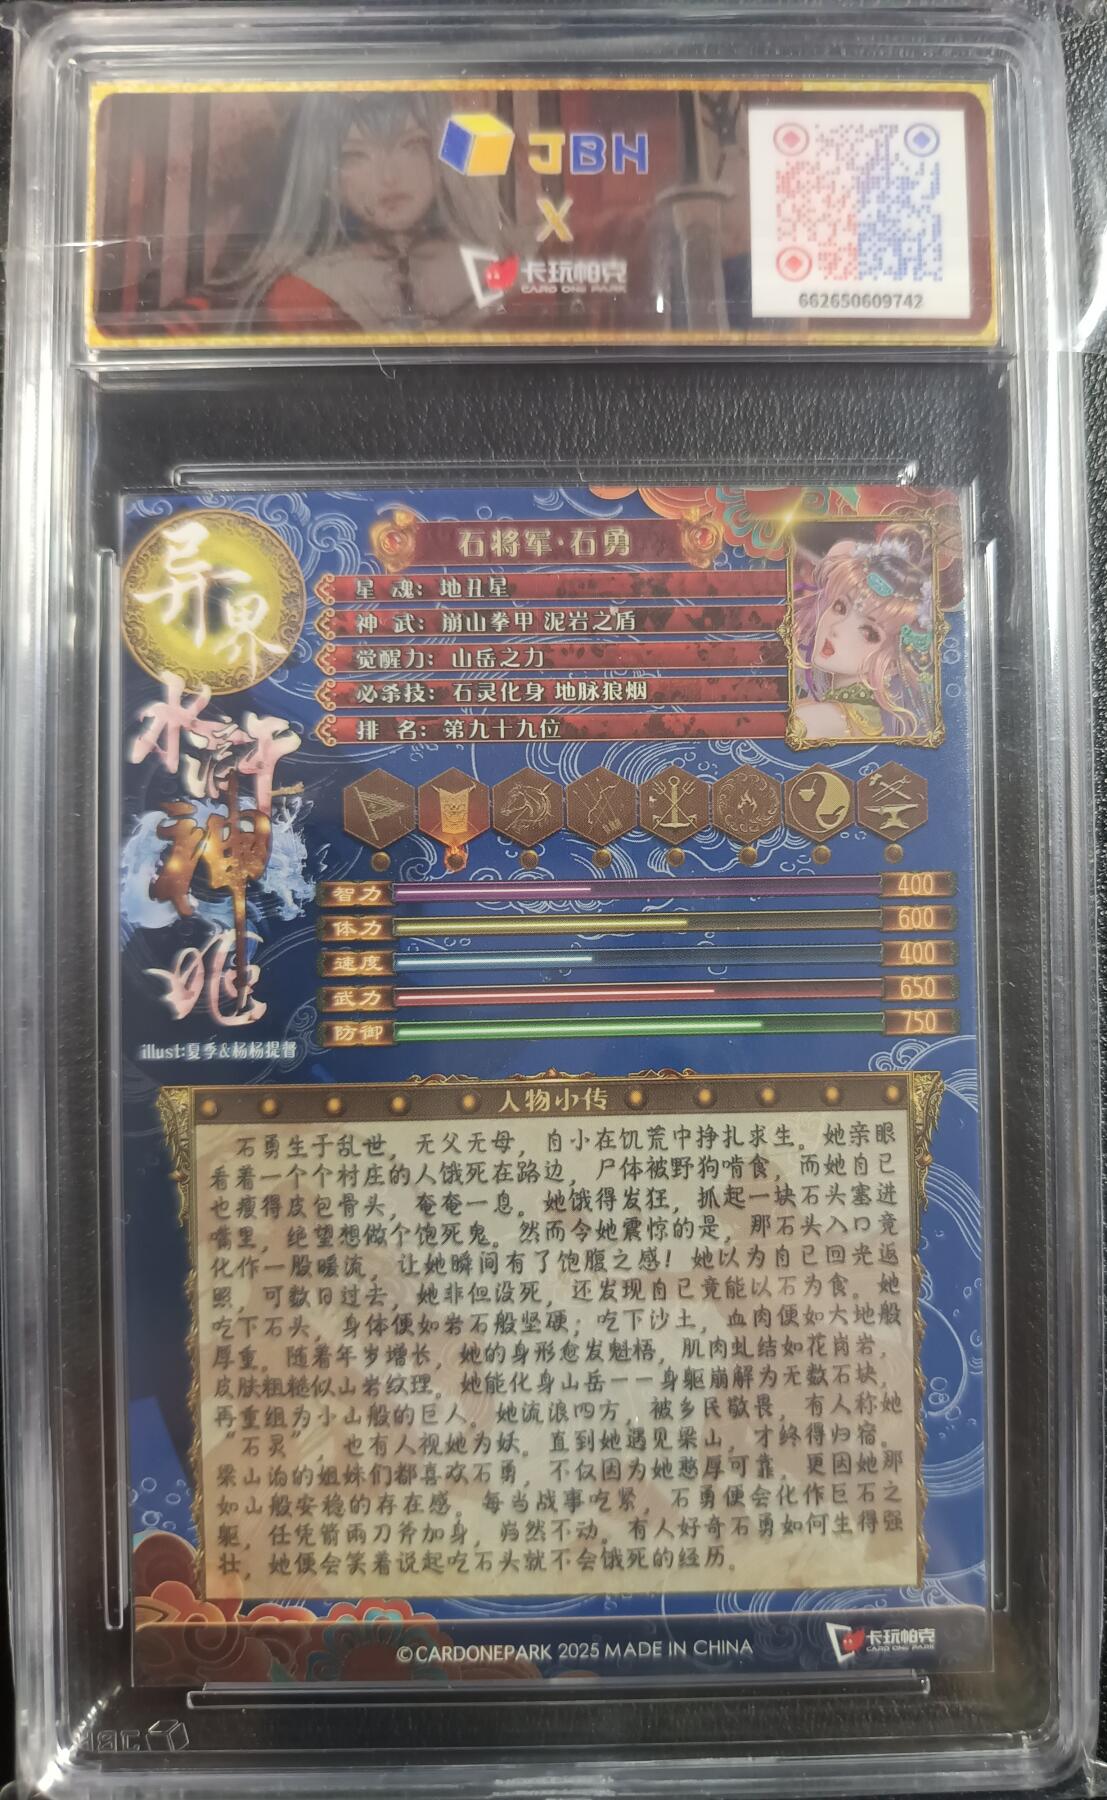 JBH
X
卡玩帕克
CARD ONE PARK
662650609742
异界
水浒
神
姬
illust:夏季&杨杨提督
石将军·石勇
星 魂：地丑星
神 武：崩山拳甲 泥岩之盾
觉醒力：山岳之力
必杀技：石灵化身 地脉狼烟
排 名：第九十九位
智力 400
体力 600
速度 400
武力 650
防御 750
人物小传
石勇生于乱世，无父无母，自小在饥荒中挣扎求生。她亲眼
看着一个个村庄的人饿死在路边，尸体被野狗啃食，而她自己
也瘦得皮包骨头，奄奄一息。她饿得发狂，抓起一块石头塞进
嘴里，绝望想做个饱死鬼。然而令她震惊的是，那石头入口竟
化作一股暖流，让她瞬间有了饱腹之感！她以为自己回光返
照，可数日过去，她非但没死，还发现自己竟能以石为食。她
吃下石头，身体便如岩石般坚硬；吃下沙土，血肉便如大地般
厚重。随着年岁增长，她的身形愈发魁梧，肌肉虬结如花岗岩，
皮肤粗糙似山岩纹理。她能化身山岳——身躯崩解为无数石块，
再重组为小山般的巨人。她流浪四方，被乡民敬畏，有人称她
“石灵”，也有人视她为妖。直到她遇见梁山，才终得归宿。
梁山泊的姐妹们都喜欢石勇，不仅因为她憨厚可靠，更因她那
如山般安稳的存在感。每当战事吃紧，石勇便会化作巨石之
躯，任凭箭雨刀斧加身，岿然不动。有人好奇石勇如何生得强
壮，她便会笑着说起吃石头就不会饿死的经历。
©CARDONEPARK 2025 MADE IN CHINA
卡玩帕克
CARD ONE PARK